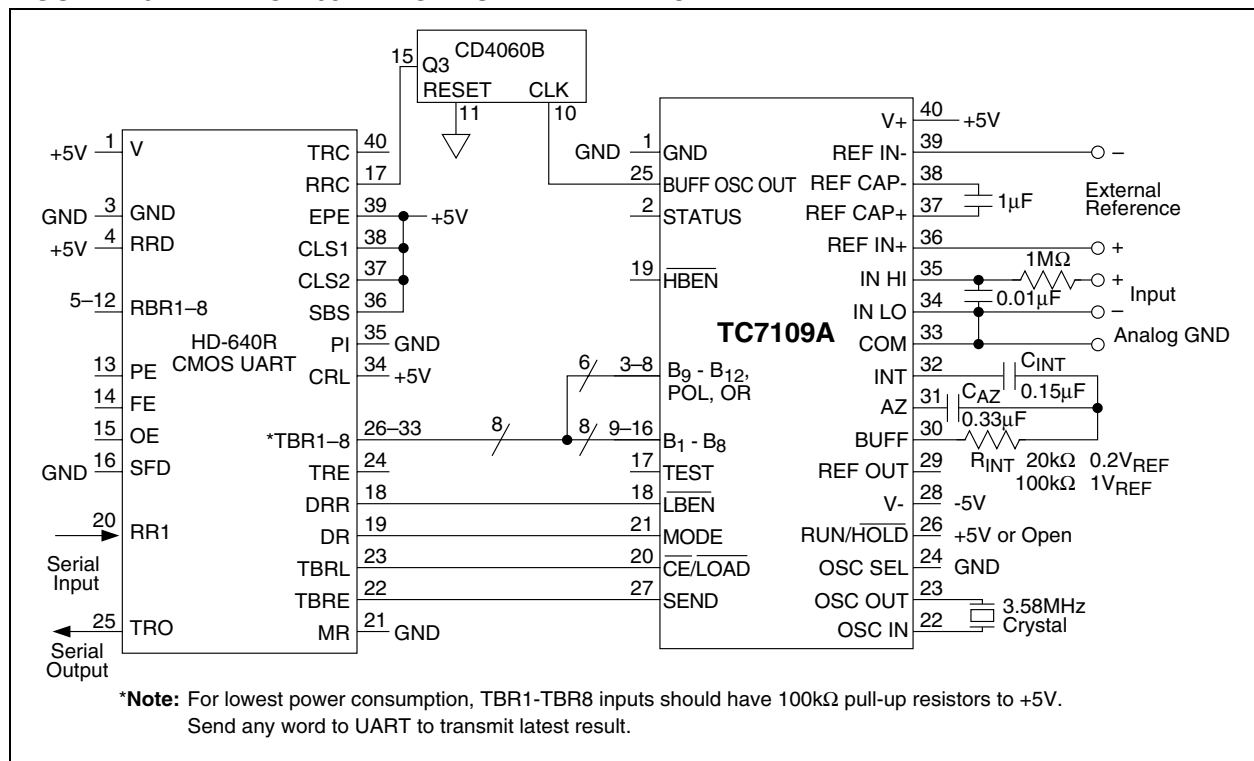 CD4060B
15
Q3
RESET
CLK
11
10
+5V
1
V
GND
3
GND
+5V
4
RRD
5–12
RBR1–8
HD-640R
CMOS UART
13
PE
14
FE
15
OE
GND
16
SFD
20
RR1
Serial
Input
25
TRO
Serial
Output
TRC
40
RRC
17
EPE
39
+5V
CLS1
38
CLS2
37
SBS
36
PI
35
GND
CRL
34
+5V
*TBR1–8
26–33
8
8
6
TRE
24
DRR
18
DR
19
TBRL
23
TBRE
22
MR
21
GND
TC7109A
GND
1
GND
25
BUFF OSC OUT
2
STATUS
19
HBEN
3–8
B9 - B12,
POL, OR
9–16
B1 - B8
17
TEST
18
LBEN
21
MODE
20
CE/LOAD
27
SEND
V+
40
+5V
REF IN-
39
–
REF CAP-
38
1µF
External
Reference
REF CAP+
37
REF IN+
36
+
1MΩ
IN HI
35
+
0.01µF
Input
IN LO
34
–
COM
33
Analog GND
INT
32
CINT
0.15µF
AZ
31
CAZ
0.33µF
BUFF
30
RINT 20kΩ 0.2VREF
100kΩ 1VREF
REF OUT
29
V-
28
-5V
RUN/HOLD
26
+5V or Open
OSC SEL
24
GND
OSC OUT
23
3.58MHz
Crystal
OSC IN
22
*Note: For lowest power consumption, TBR1-TBR8 inputs should have 100kΩ pull-up resistors to +5V.
Send any word to UART to transmit latest result.